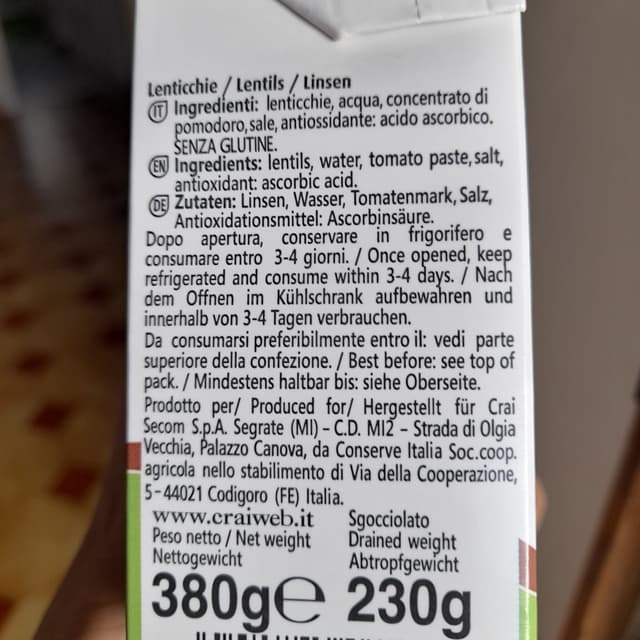 Lenticchie / Lentils / Linsen
IT Ingredienti: lenticchie, acqua, concentrato di
pomodoro, sale, antiossidante: acido ascorbico.
SENZA GLUTINE.
EN Ingredients: lentils, water, tomato paste, salt,
antioxidant: ascorbic acid.
DE Zutaten: Linsen, Wasser, Tomatenmark, Salz,
Antioxidationsmittel: Ascorbinsäure.
Dopo apertura, conservare in frigorifero e
consumare entro 3-4 giorni. / Once opened, keep
refrigerated and consume within 3-4 days. / Nach
dem Offnen im Kühlschrank aufbewahren und
innerhalb von 3-4 Tagen verbrauchen.
Da consumarsi preferibilmente entro il: vedi parte
superiore della confezione. / Best before: see top of
pack. / Mindestens haltbar bis: siehe Oberseite.
Prodotto per/ Produced for/ Hergestellt für Crai
Secom S.p.A. Segrate (MI) – C.D. MI2 – Strada di Olgia
Vecchia, Palazzo Canova, da Conserve Italia Soc.coop.
agricola nello stabilimento di Via della Cooperazione,
5 - 44021 Codigoro (FE) Italia.
www.craiweb.it Sgocciolato
Peso netto / Net weight Drained weight
Nettogewicht Abtropfgewicht
380g e 230g